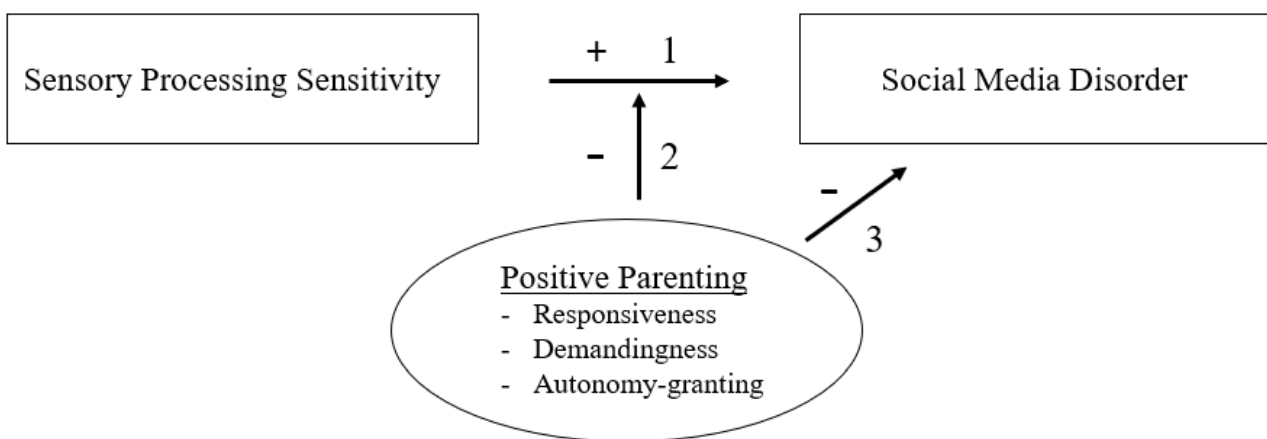 Sensory Processing Sensitivity
+ 1
Social Media Disorder
- 2
- 3
Positive Parenting
- Responsiveness
- Demandingness
- Autonomy-granting